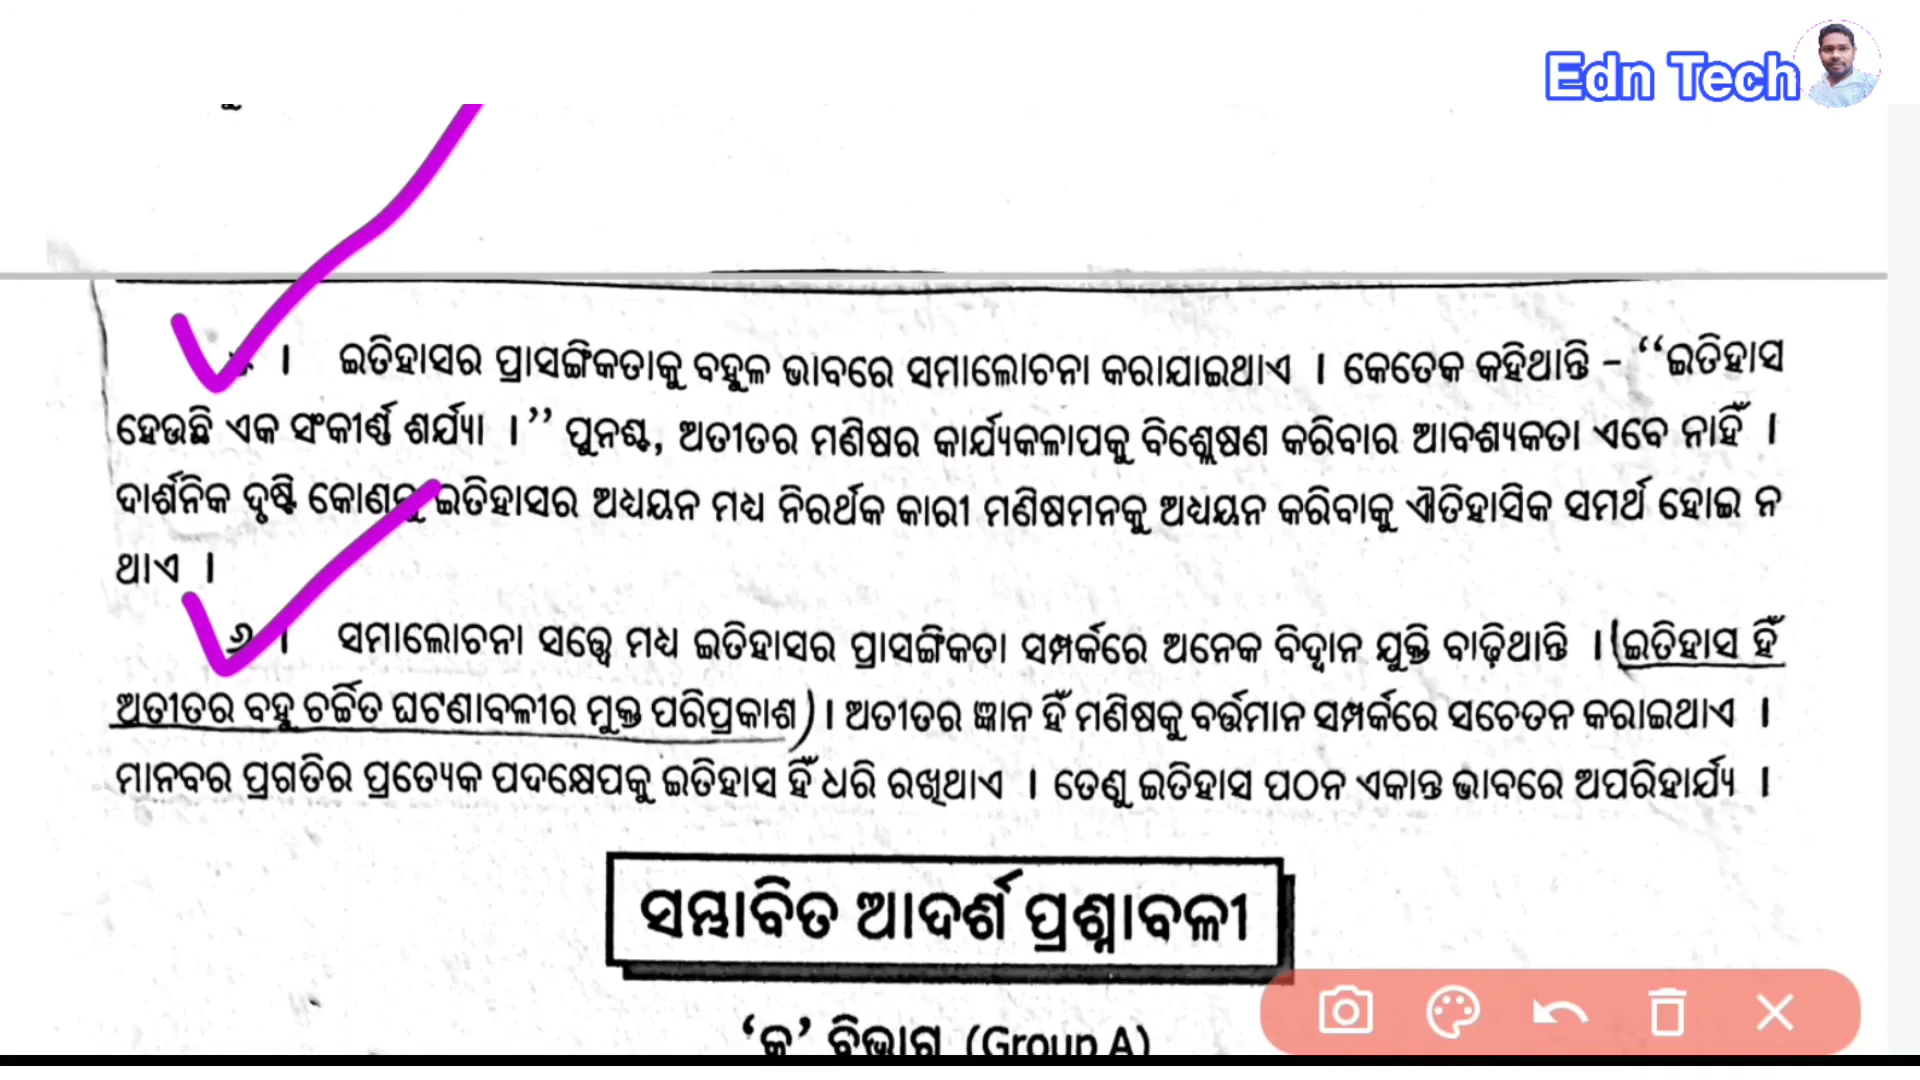 Edn Tech
। ଇତିହାସର ପ୍ରାସଙ୍ଗିକତାକୁ ବହୁଳ ଭାବରେ ସମାଲୋଚନା କରାଯାଇଥାଏ । କେତେକ କହିଥାନ୍ତି – “ଇତିହାସ
ହେଉଛି ଏକ ସଂକୀର୍ଣ୍ଣ ଶର୍ଯ୍ୟା ।” ପୁନଶ୍ଚ, ଅତୀତର ମଣିଷର କାର୍ଯ୍ୟକଳାପକୁ ବିଶ୍ଲେଷଣ କରିବାର ଆବଶ୍ୟକତା ଏବେ ନାହିଁ ।
ଦାର୍ଶନିକ ଦୃଷ୍ଟି କୋଣକୁ ଇତିହାସର ଅଧ୍ୟୟନ ମଧ୍ୟ ନିରର୍ଥକ କାରୀ ମଣିଷମନକୁ ଅଧ୍ୟୟନ କରିବାକୁ ଐତିହାସିକ ସମର୍ଥ ହୋଇ ନ
ଥାଏ ।
୬ । ସମାଲୋଚନା ସତ୍ତ୍ୱେ ମଧ୍ୟ ଇତିହାସର ପ୍ରାସଙ୍ଗିକତା ସମ୍ପର୍କରେ ଅନେକ ବିଦ୍ୱାନ ଯୁକ୍ତି ବାଢ଼ିଥାନ୍ତି । (ଇତିହାସ ହିଁ
ଅତୀତର ବହୁ ଚର୍ଚ୍ଚିତ ଘଟଣାବଳୀର ମୁକ୍ତ ପରିପ୍ରକାଶ) । ଅତୀତର ଜ୍ଞାନ ହିଁ ମଣିଷକୁ ବର୍ତ୍ତମାନ ସମ୍ପର୍କରେ ସଚେତନ କରାଇଥାଏ ।
ମାନବର ପ୍ରଗତିର ପ୍ରତ୍ୟେକ ପଦକ୍ଷେପକୁ ଇତିହାସ ହିଁ ଧରି ରଖିଥାଏ । ତେଣୁ ଇତିହାସ ପଠନ ଏକାନ୍ତ ଭାବରେ ଅପରିହାର୍ଯ୍ୟ ।
ସମ୍ଭାବିତ ଆଦର୍ଶ ପ୍ରଶ୍ନାବଳୀ
‘କ’ ବିଭାଗ (Group A)